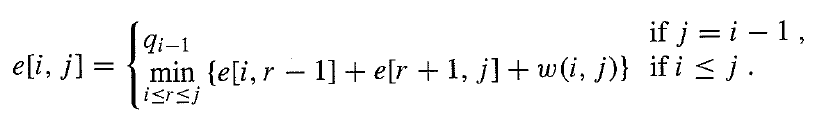 e[i, j] = { q_{i−1} if j = i − 1 ,
min_{i≤r≤j} {e[i, r − 1] + e[r + 1, j] + w(i, j)} if i ≤ j .